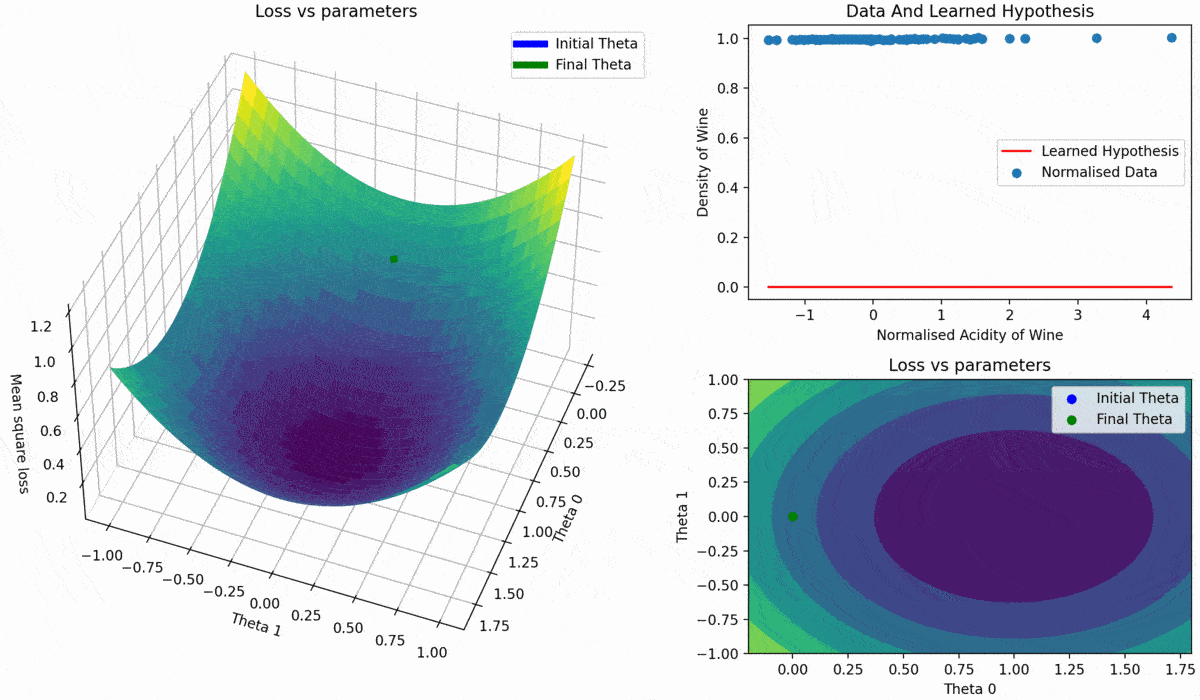 Loss vs parameters
Initial Theta
Final Theta
1.2
1.0
0.8
0.6
0.4
0.2
Mean square loss
−1.00
−0.75
−0.50
−0.25
0.00
0.25
0.50
0.75
1.00
Theta 1
−0.25
0.00
0.25
0.50
0.75
1.00
1.25
1.50
1.75
Theta 0
Data And Learned Hypothesis
1.0
0.8
0.6
0.4
0.2
0.0
Density of Wine
Learned Hypothesis
Normalised Data
−1 0 1 2 3 4
Normalised Acidity of Wine
Loss vs parameters
1.00
0.75
0.50
0.25
0.00
−0.25
−0.50
−0.75
−1.00
Theta 1
Initial Theta
Final Theta
0.00 0.25 0.50 0.75 1.00 1.25 1.50 1.75
Theta 0